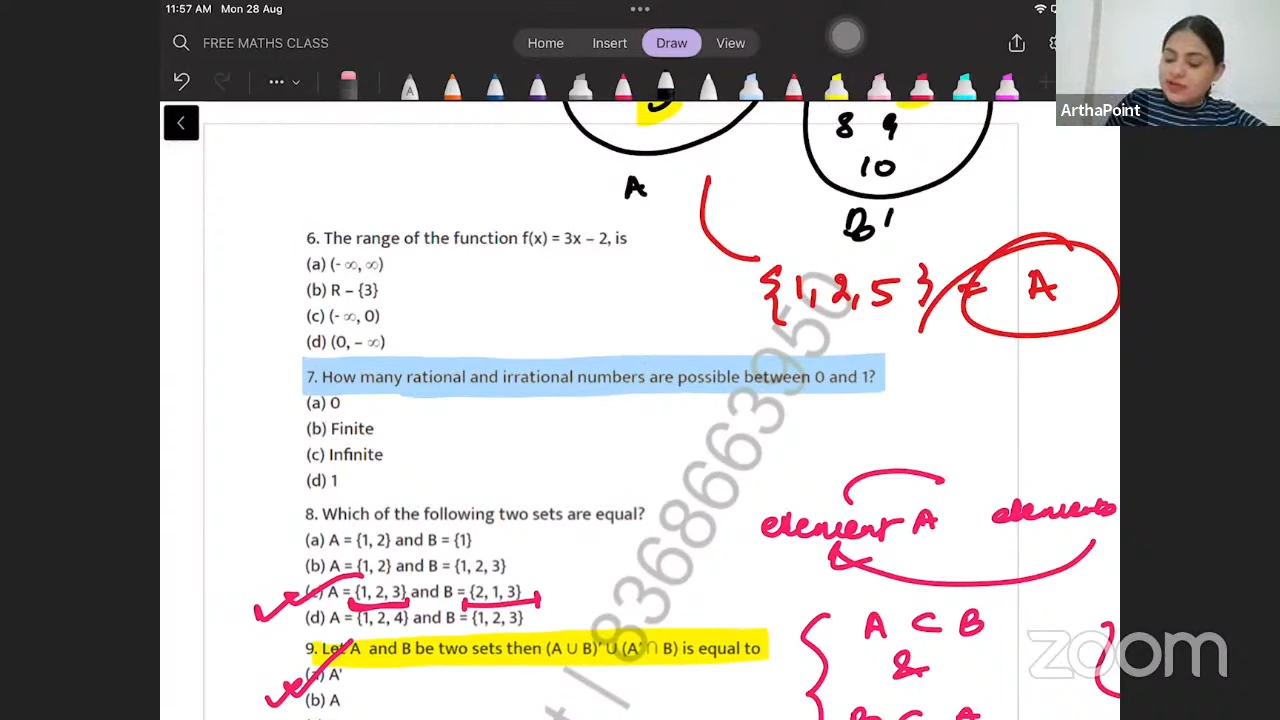 11:57 AM Mon 28 Aug
FREE MATHS CLASS
Home Insert Draw View
A
ArthaPoint
5
8 9
10
A
B'
6. The range of the function f(x) = 3x – 2, is
(a) (- ∞, ∞)
(b) R – {3}
(c) (- ∞, 0)
(d) (0, – ∞)
{1, 2, 5} = A
7. How many rational and irrational numbers are possible between 0 and 1?
(a) 0
(b) Finite
(c) Infinite
(d) 1
8. Which of the following two sets are equal?
(a) A = {1, 2} and B = {1}
(b) A = {1, 2} and B = {1, 2, 3}
(c) A = {1, 2, 3} and B = {2, 1, 3}
(d) A = {1, 2, 4} and B = {1, 2, 3}
element A elements
9. Let A and B be two sets then (A ∪ B)′ ∪ (A′ ∩ B) is equal to
(a) A′
(b) A
{ A ⊂ B
&
B ⊂ A
8368663950
zoom